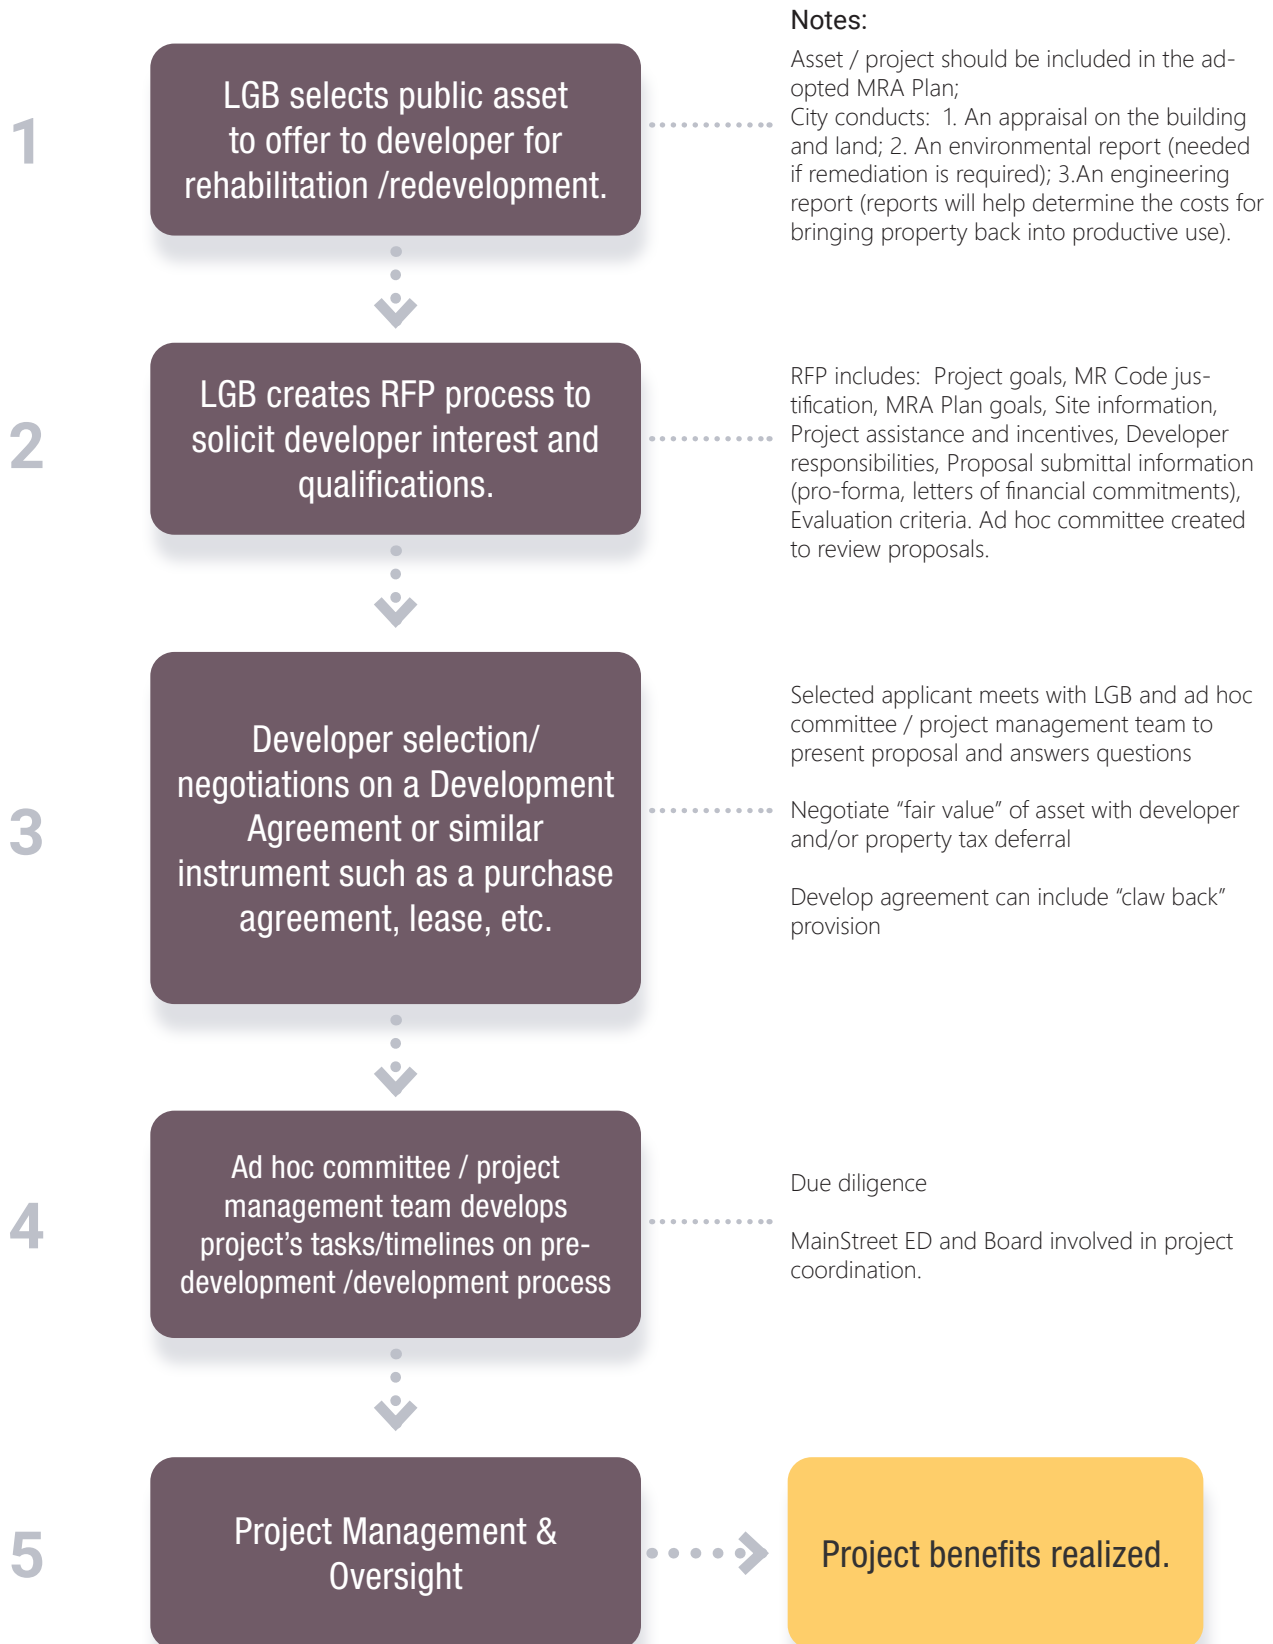 Notes:
1
LGB selects public asset
to offer to developer for
rehabilitation /redevelopment.
Asset / project should be included in the ad-
opted MRA Plan;
City conducts:  1. An appraisal on the building
and land; 2. An environmental report (needed
if remediation is required); 3.An engineering
report (reports will help determine the costs for
bringing property back into productive use).
2
LGB creates RFP process to
solicit developer interest and
qualifications.
RFP includes:  Project goals, MR Code jus-
tification, MRA Plan goals, Site information,
Project assistance and incentives, Developer
responsibilities, Proposal submittal information
(pro-forma, letters of financial commitments),
Evaluation criteria. Ad hoc committee created
to review proposals.
3
Developer selection/
negotiations on a Development
Agreement or similar
instrument such as a purchase
agreement, lease, etc.
Selected applicant meets with LGB and ad hoc
committee / project management team to
present proposal and answers questions
Negotiate “fair value” of asset with developer
and/or property tax deferral
Develop agreement can include “claw back”
provision
4
Ad hoc committee / project
management team develops
project’s tasks/timelines on pre-
development /development process
Due diligence
MainStreet ED and Board involved in project
coordination.
5
Project Management &
Oversight
Project benefits realized.